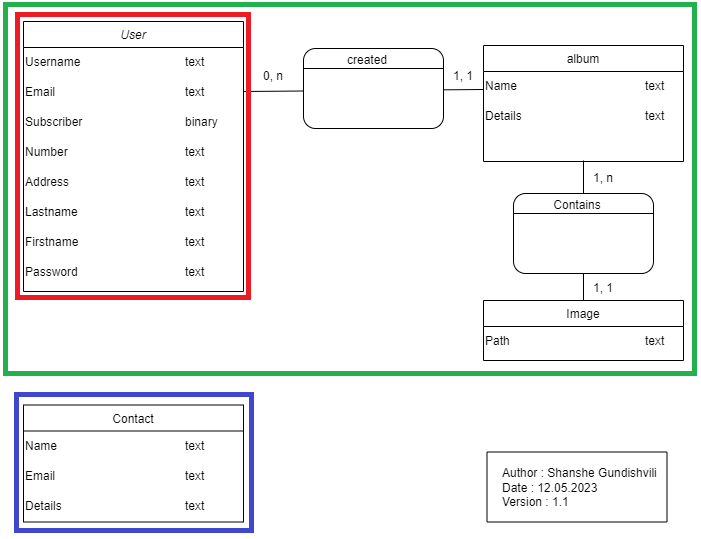 User
Username text
Email text
Subscriber binary
Number text
Address text
Lastname text
Firstname text
Password text
0, n
created
1, 1
album
Name text
Details text
1, n
Contains
1, 1
Image
Path text
Contact
Name text
Email text
Details text
Author : Shanshe Gundishvili
Date : 12.05.2023
Version : 1.1